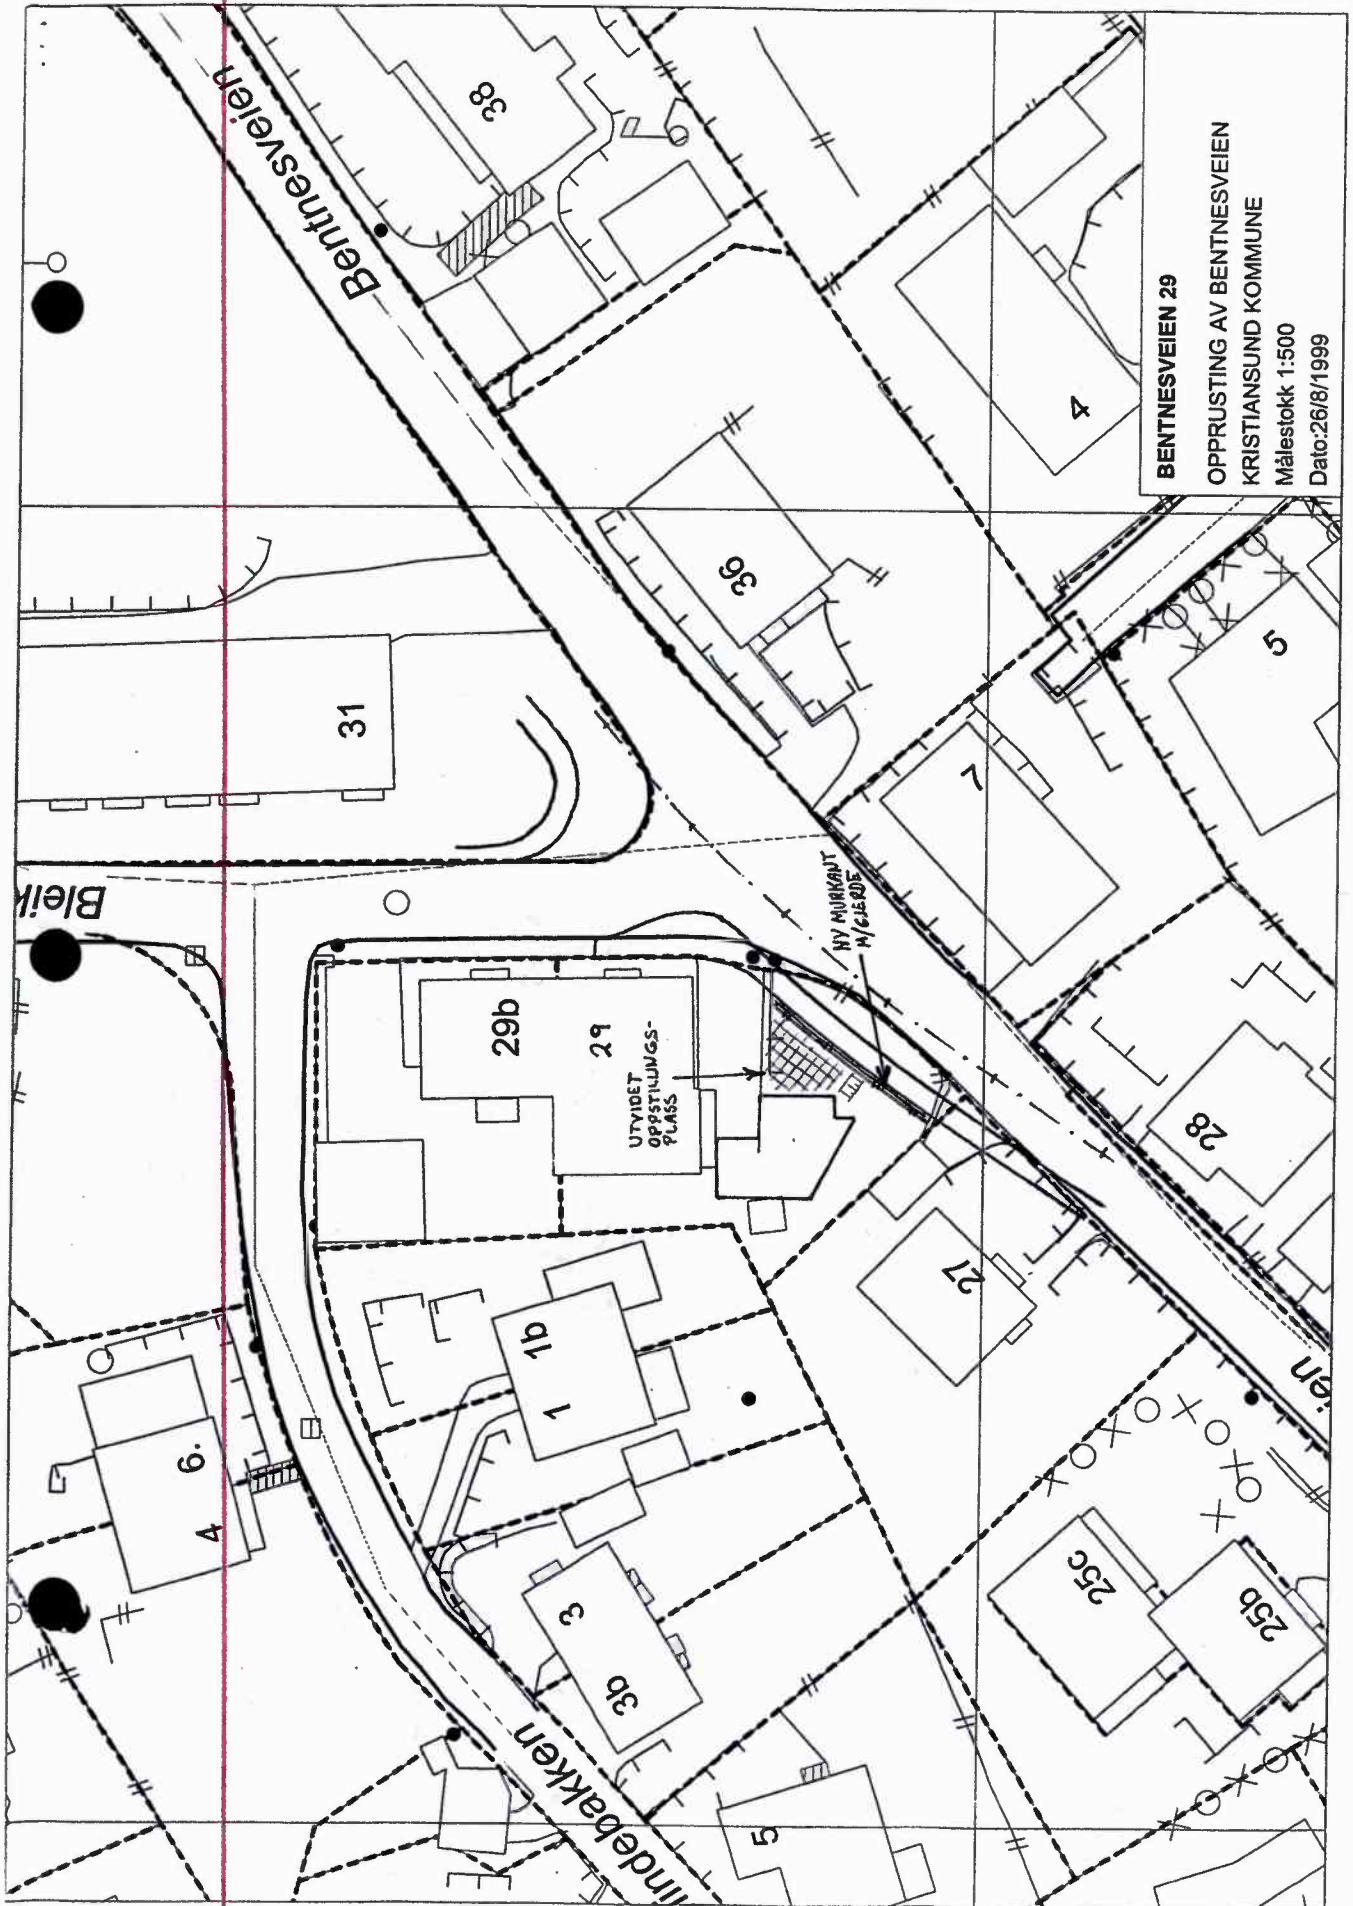 Bentnesveien
38
31
36
4
7
5
Bleik
29b
29
UTVIDET
OPPSTILLINGS-
PLASS
NY MURKANT
M/GJERDE
28
27
1b
1
6.
4
3
3b
25c
25b
5
lindebakken
ien
BENTNESVEIEN 29
OPPRUSTING AV BENTNESVEIEN
KRISTIANSUND KOMMUNE
Målestokk 1:500
Dato:26/8/1999